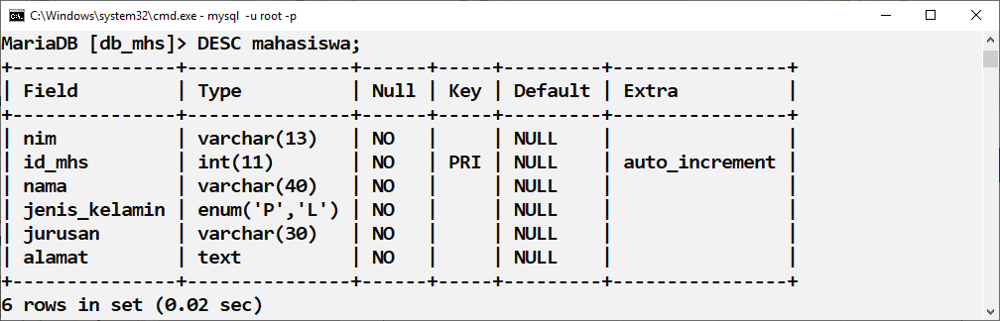 C:\Windows\system32\cmd.exe - mysql  -u root -p
MariaDB [db_mhs]> DESC mahasiswa;
+---------------+---------------+------+-----+---------+----------------+
| Field         | Type          | Null | Key | Default | Extra          |
+---------------+---------------+------+-----+---------+----------------+
| nim           | varchar(13)   | NO   |     | NULL    |                |
| id_mhs        | int(11)       | NO   | PRI | NULL    | auto_increment |
| nama          | varchar(40)   | NO   |     | NULL    |                |
| jenis_kelamin | enum('P','L') | NO   |     | NULL    |                |
| jurusan       | varchar(30)   | NO   |     | NULL    |                |
| alamat        | text          | NO   |     | NULL    |                |
+---------------+---------------+------+-----+---------+----------------+
6 rows in set (0.02 sec)